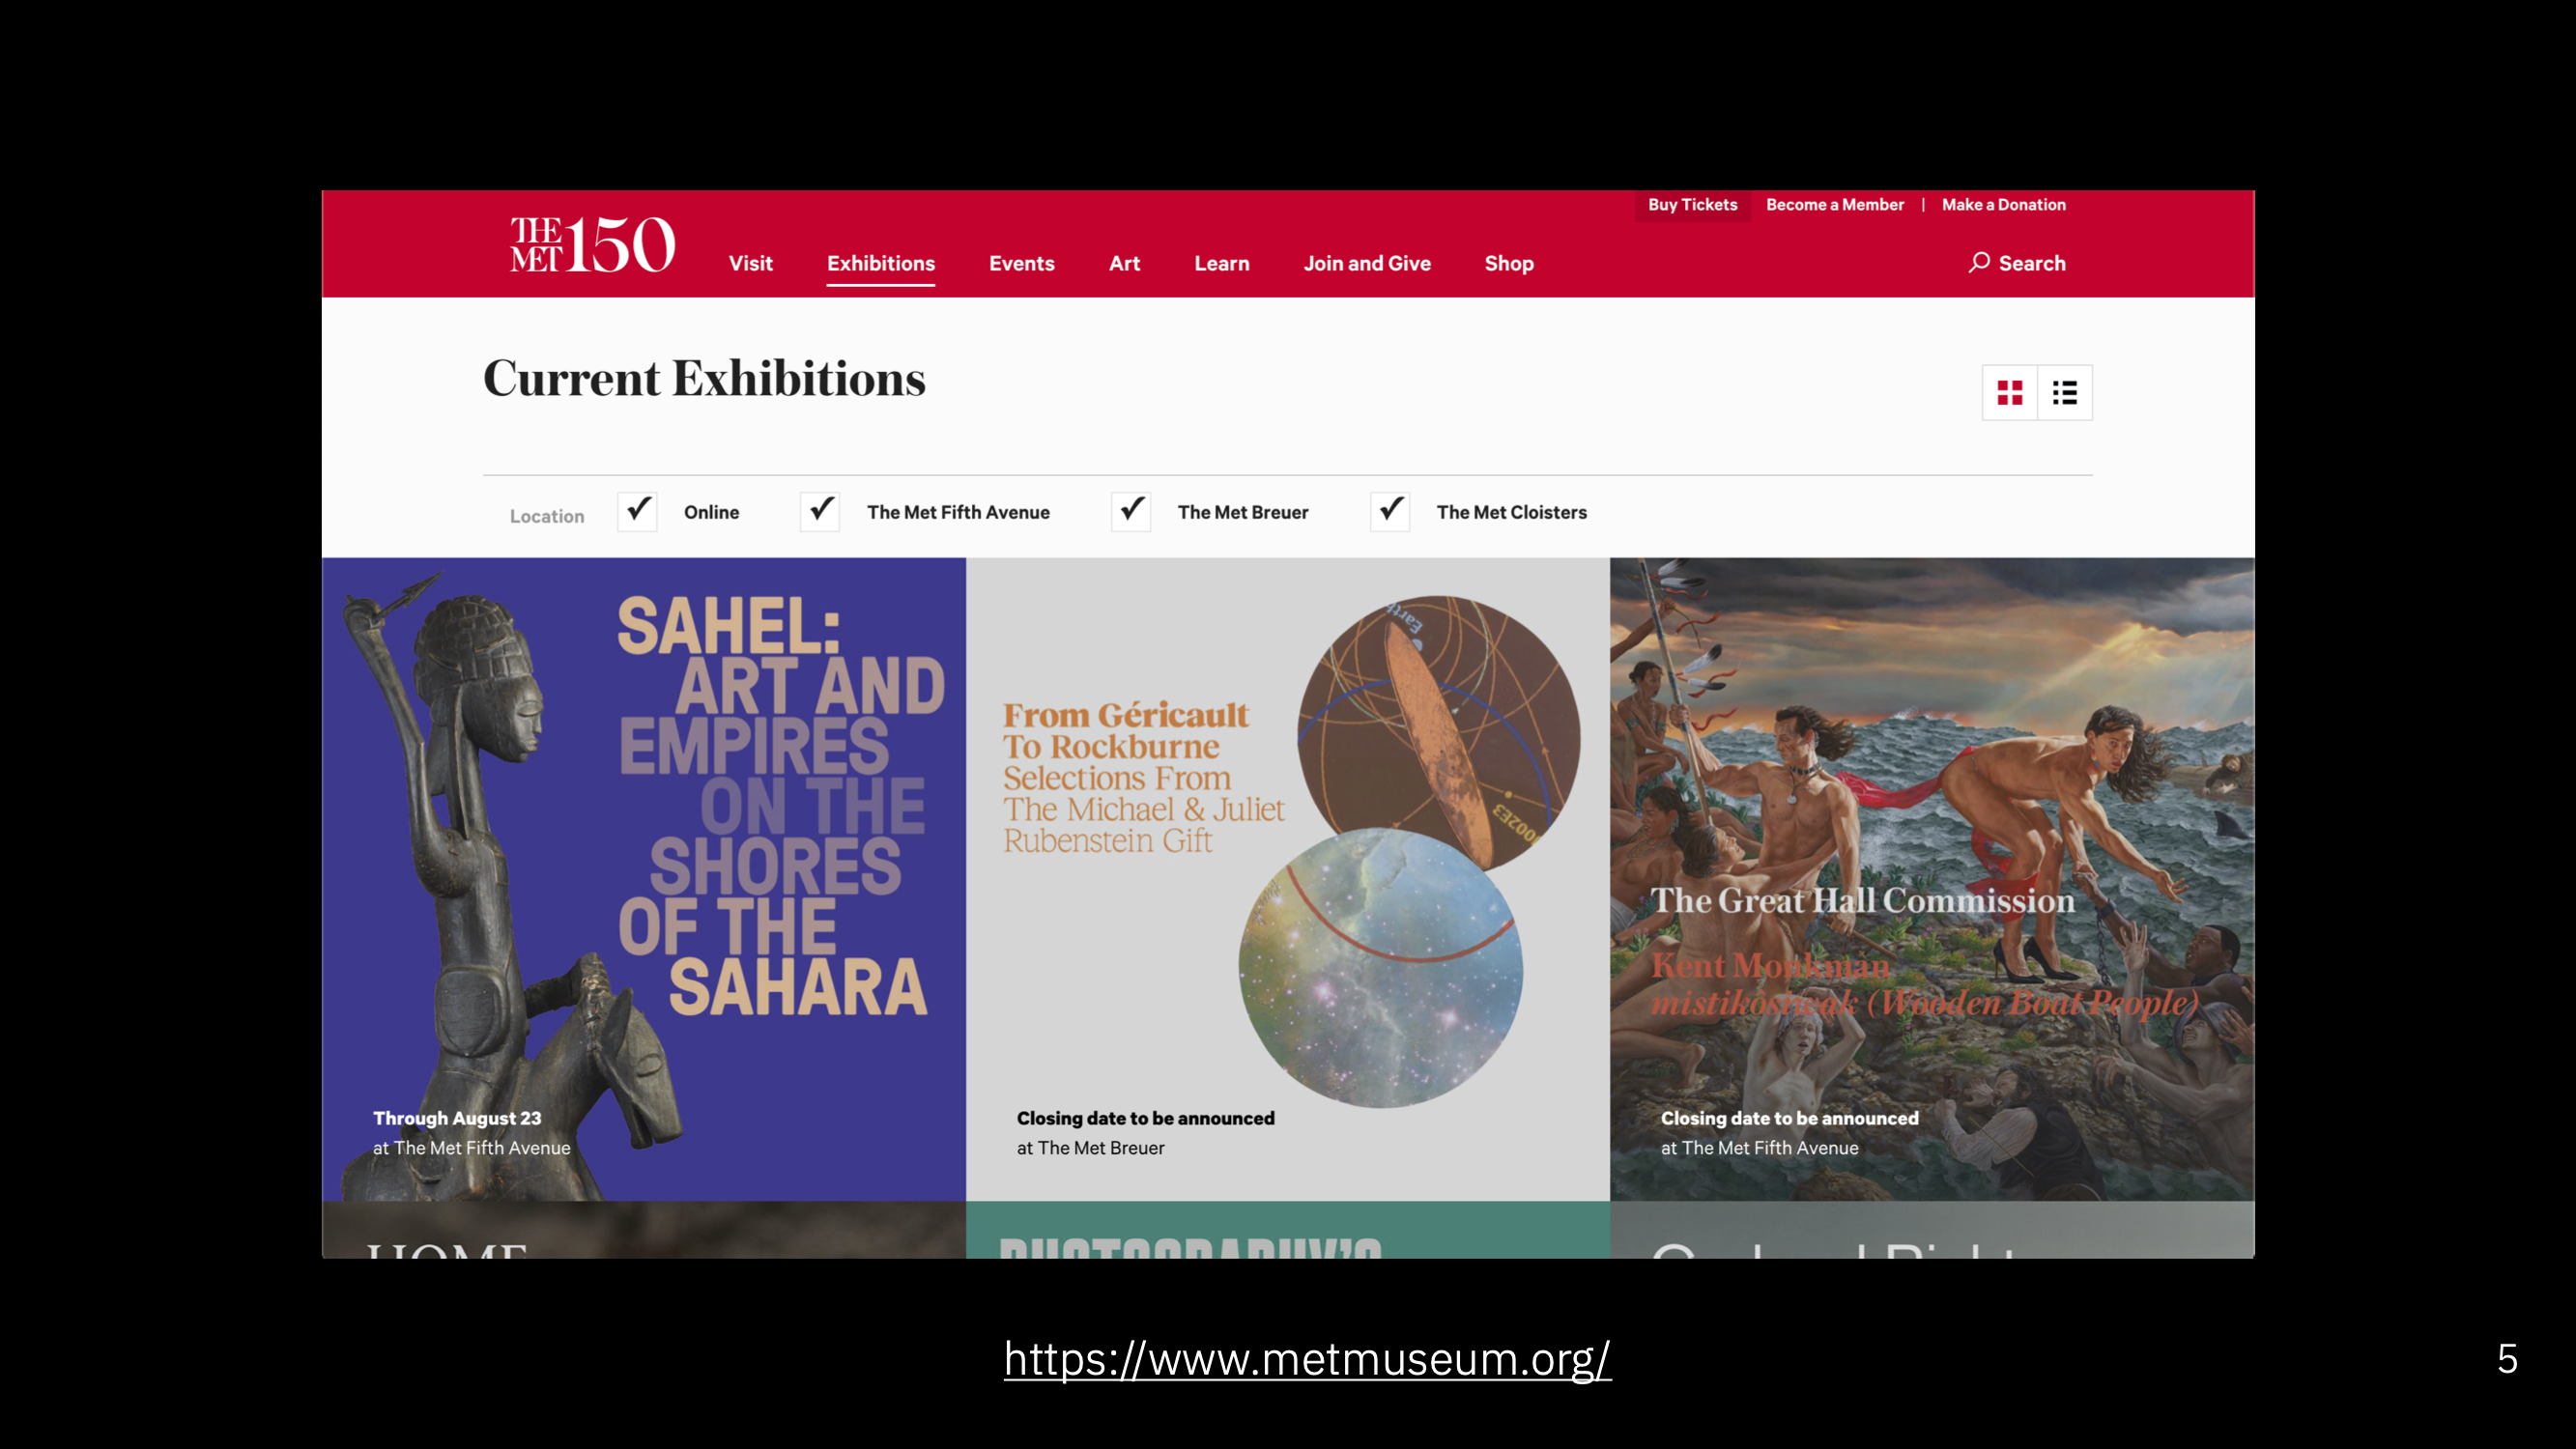 Buy Tickets Become a Member | Make a Donation
THE MET 150
Visit Exhibitions Events Art Learn Join and Give Shop Search
Current Exhibitions
Location Online The Met Fifth Avenue The Met Breuer The Met Cloisters
SAHEL:
ART AND
EMPIRES
ON THE
SHORES
OF THE
SAHARA
Through August 23
at The Met Fifth Avenue
Earth
3S00E
From Géricault
To Rockburne
Selections From
The Michael & Juliet
Rubenstein Gift
Closing date to be announced
at The Met Breuer
The Great Hall Commission
Kent Monkman
mistikôsiwak (Wooden Boat People)
Closing date to be announced
at The Met Fifth Avenue
HOME
PHOTOGRAPHY'S
https://www.metmuseum.org/
5